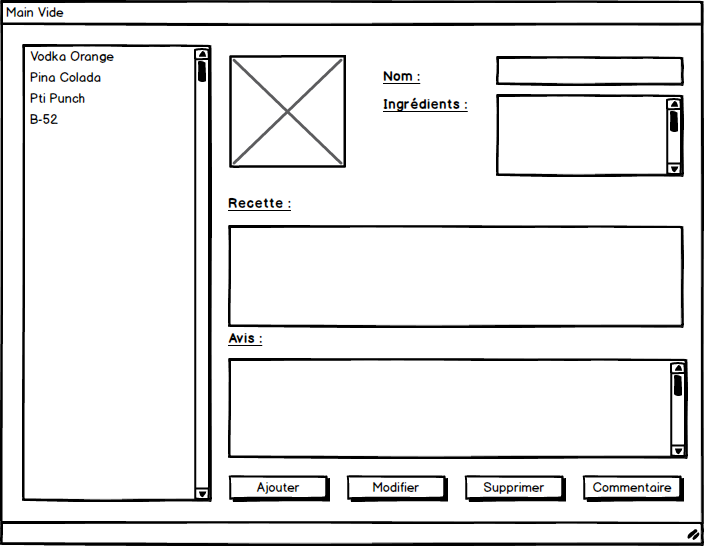 Main Vide
Vodka Orange
Pina Colada
Pti Punch
B-52
Nom :
Ingrédients :
Recette :
Avis :
Ajouter
Modifier
Supprimer
Commentaire